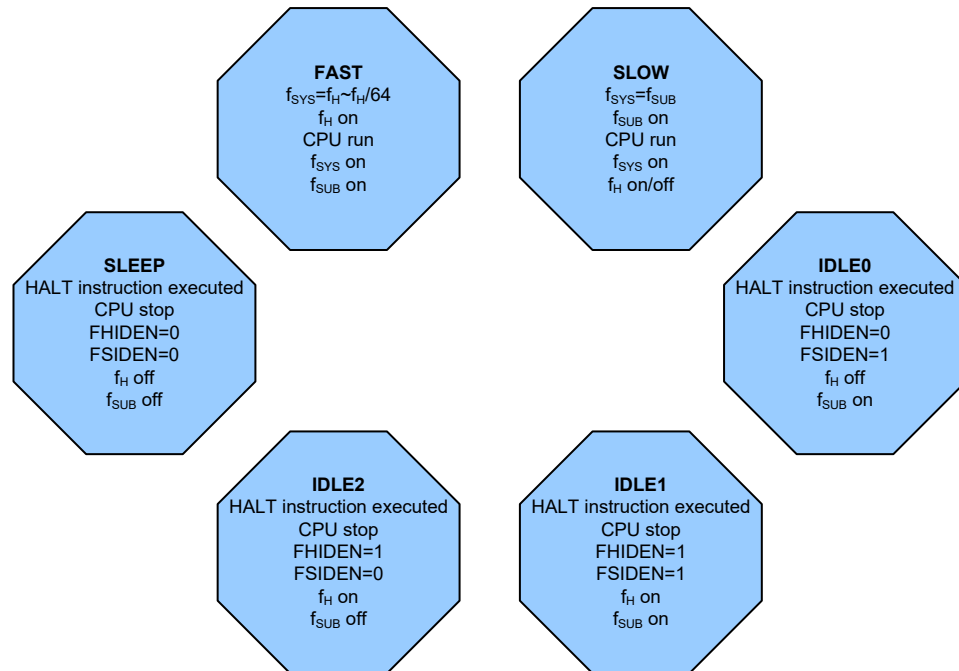 FAST
fSYS=fH~fH/64
fH on
CPU run
fSYS on
fSUB on
SLOW
fSYS=fSUB
fSUB on
CPU run
fSYS on
fH on/off
SLEEP
HALT instruction executed
CPU stop
FHIDEN=0
FSIDEN=0
fH off
fSUB off
IDLE0
HALT instruction executed
CPU stop
FHIDEN=0
FSIDEN=1
fH off
fSUB on
IDLE2
HALT instruction executed
CPU stop
FHIDEN=1
FSIDEN=0
fH on
fSUB off
IDLE1
HALT instruction executed
CPU stop
FHIDEN=1
FSIDEN=1
fH on
fSUB on